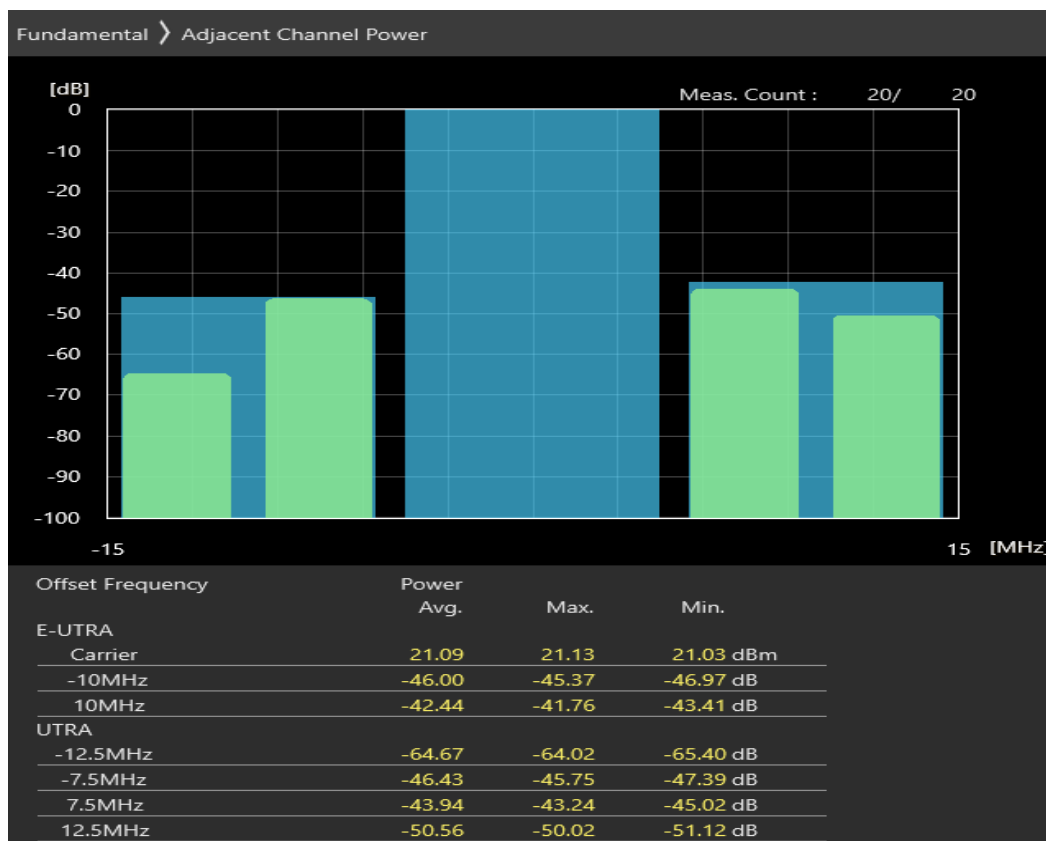 Fundamental ❯ Adjacent Channel Power
[dB]
Meas. Count : 20/ 20
0
-10
-20
-30
-40
-50
-60
-70
-80
-90
-100
-15 15 [MHz]
Offset Frequency Power
Avg. Max. Min.
E-UTRA
Carrier 21.09 21.13 21.03 dBm
-10MHz -46.00 -45.37 -46.97 dB
10MHz -42.44 -41.76 -43.41 dB
UTRA
-12.5MHz -64.67 -64.02 -65.40 dB
-7.5MHz -46.43 -45.75 -47.39 dB
7.5MHz -43.94 -43.24 -45.02 dB
12.5MHz -50.56 -50.02 -51.12 dB